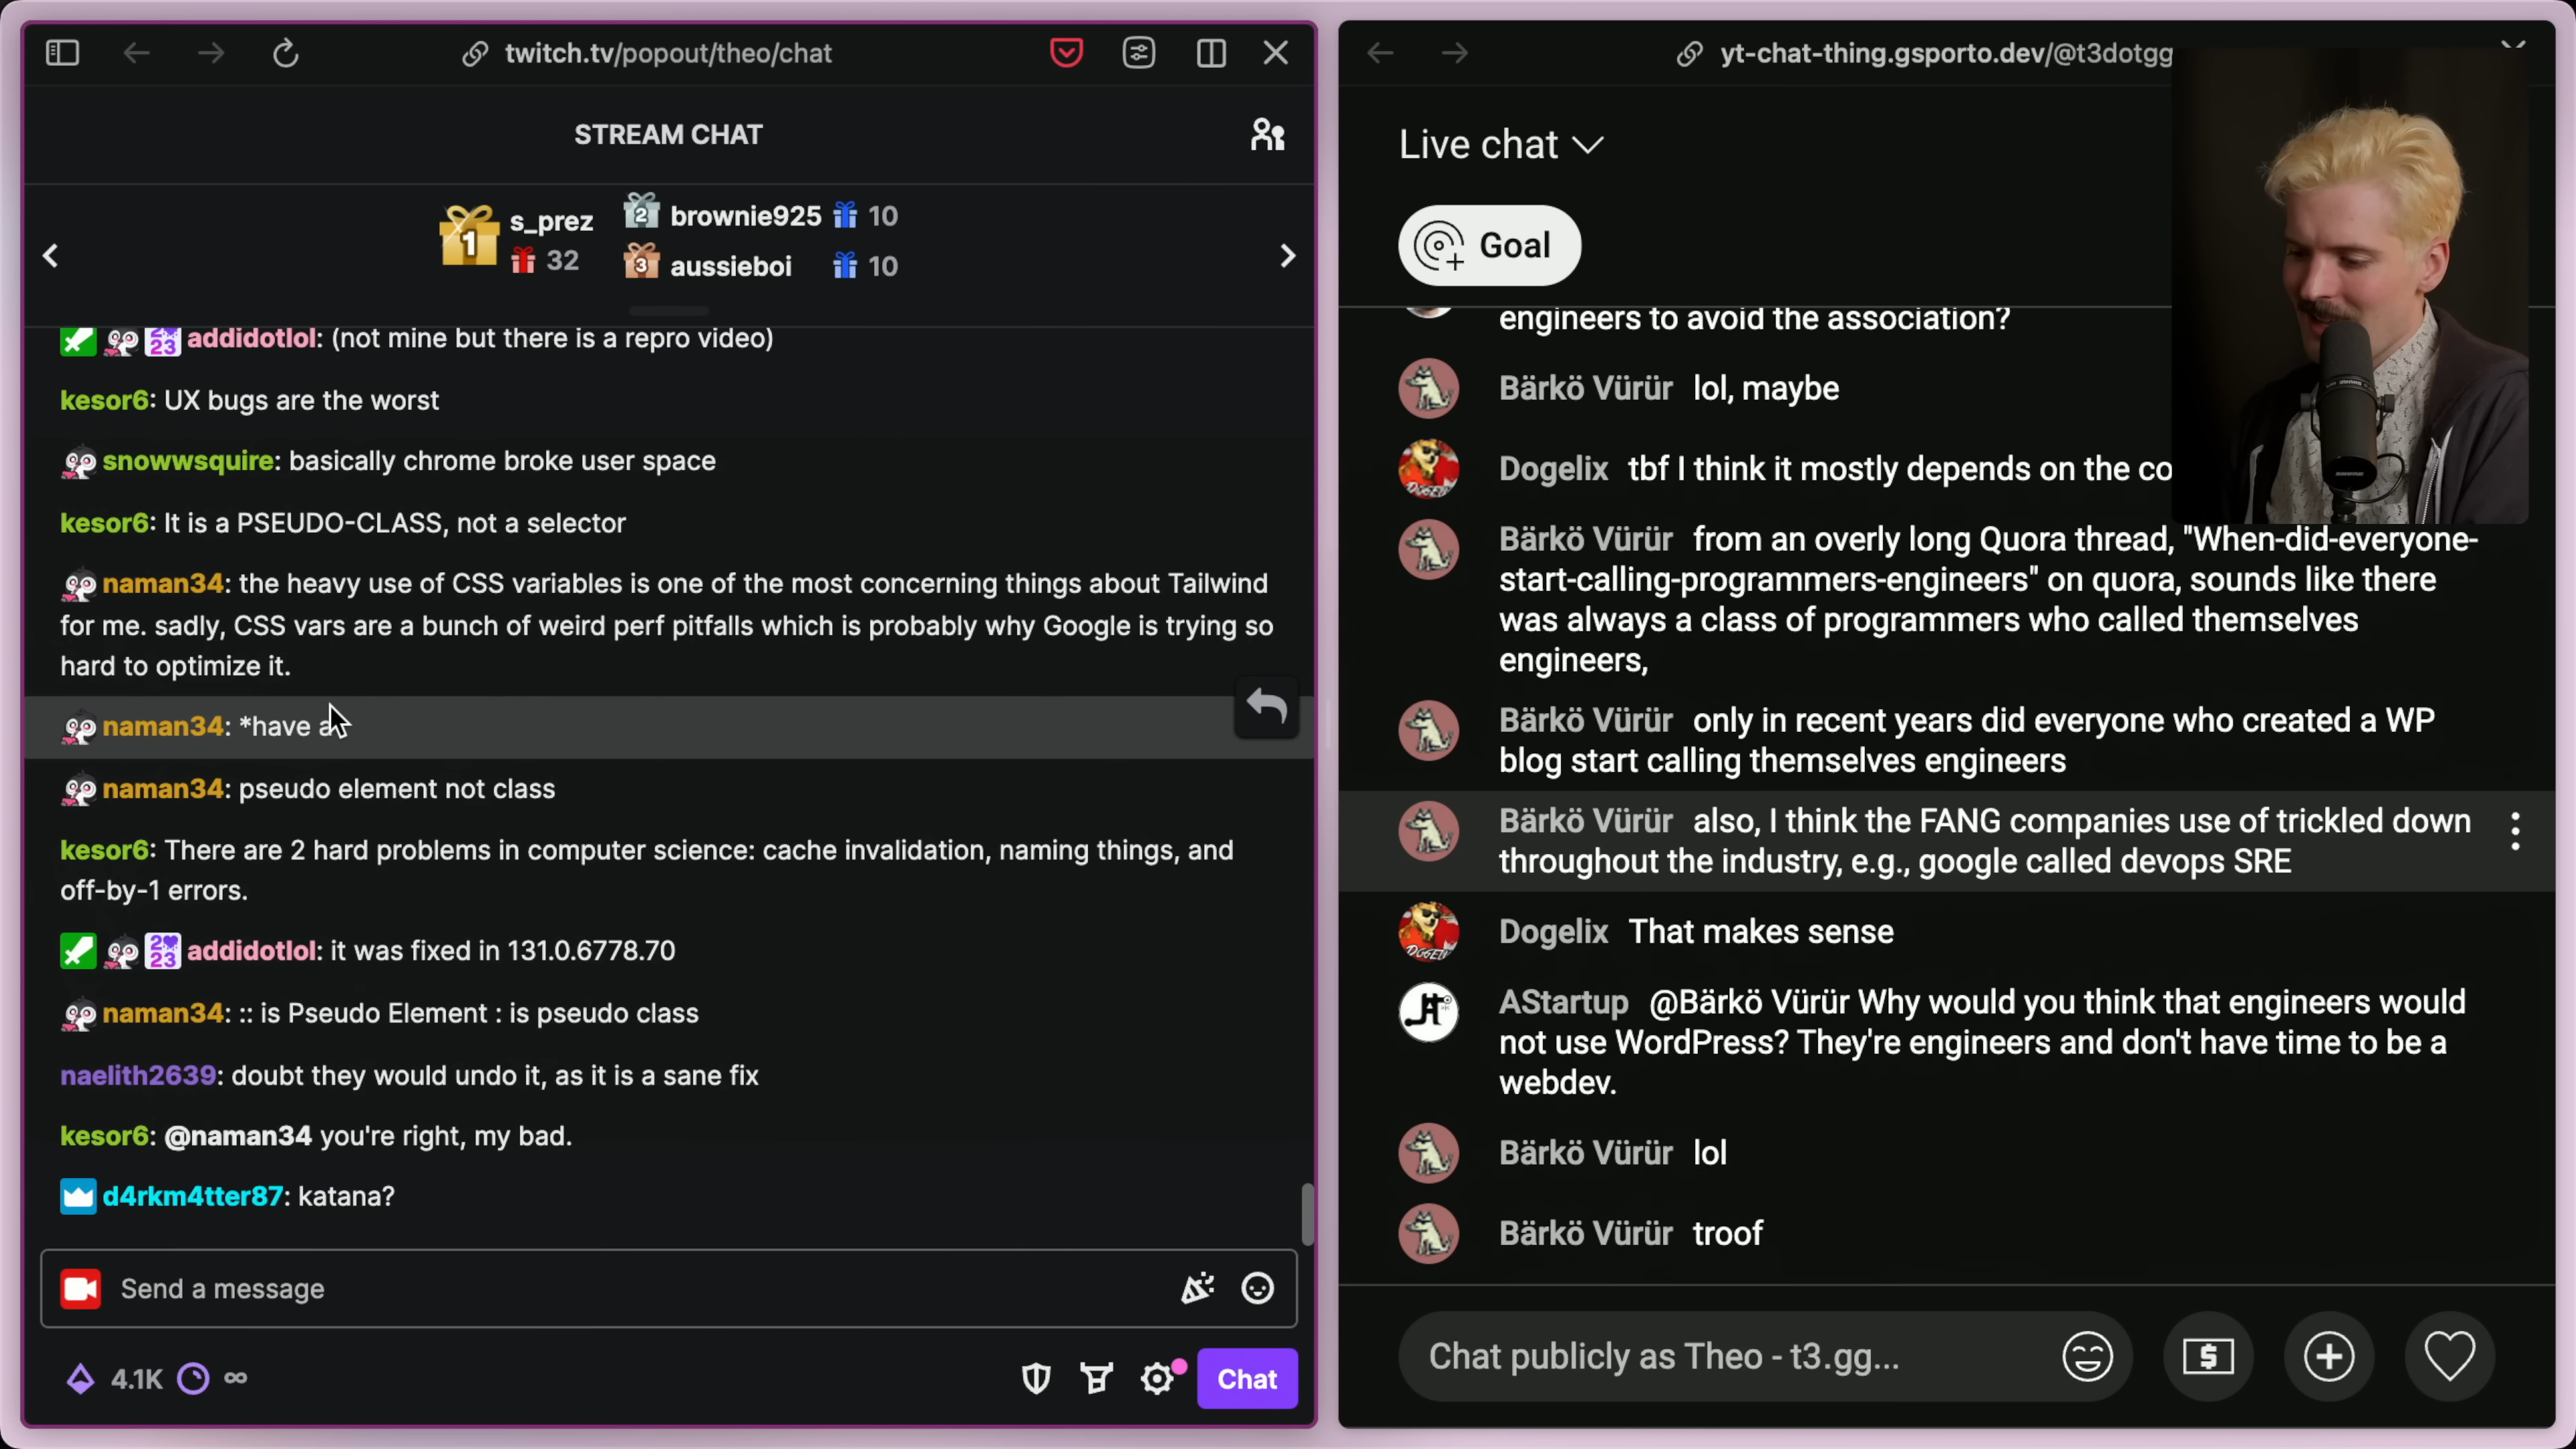 twitch.tv/popout/theo/chat
STREAM CHAT
1
s_prez
32
2
brownie925
10
3
aussieboi
10
addidotlol: (not mine but there is a repro video)
kesor6: UX bugs are the worst
snowwsquire: basically chrome broke user space
kesor6: It is a PSEUDO-CLASS, not a selector
naman34: the heavy use of CSS variables is one of the most concerning things about Tailwind
for me. sadly, CSS vars are a bunch of weird perf pitfalls which is probably why Google is trying so
hard to optimize it.
naman34: *have a
naman34: pseudo element not class
kesor6: There are 2 hard problems in computer science: cache invalidation, naming things, and
off-by-1 errors.
addidotlol: it was fixed in 131.0.6778.70
naman34: :: is Pseudo Element : is pseudo class
naelith2639: doubt they would undo it, as it is a sane fix
kesor6: @naman34 you're right, my bad.
d4rkm4tter87: katana?
Send a message
4.1K
∞
Chat
yt-chat-thing.gsporto.dev/@t3dotgg
Live chat
Goal
engineers to avoid the association?
Bärkö Vürür lol, maybe
Dogelix tbf I think it mostly depends on the co
Bärkö Vürür from an overly long Quora thread, "When-did-everyone-
start-calling-programmers-engineers" on quora, sounds like there
was always a class of programmers who called themselves
engineers,
Bärkö Vürür only in recent years did everyone who created a WP
blog start calling themselves engineers
Bärkö Vürür also, I think the FANG companies use of trickled down
throughout the industry, e.g., google called devops SRE
Dogelix That makes sense
AStartup @Bärkö Vürür Why would you think that engineers would
not use WordPress? They're engineers and don't have time to be a
webdev.
Bärkö Vürür lol
Bärkö Vürür troof
Chat publicly as Theo - t3.gg...